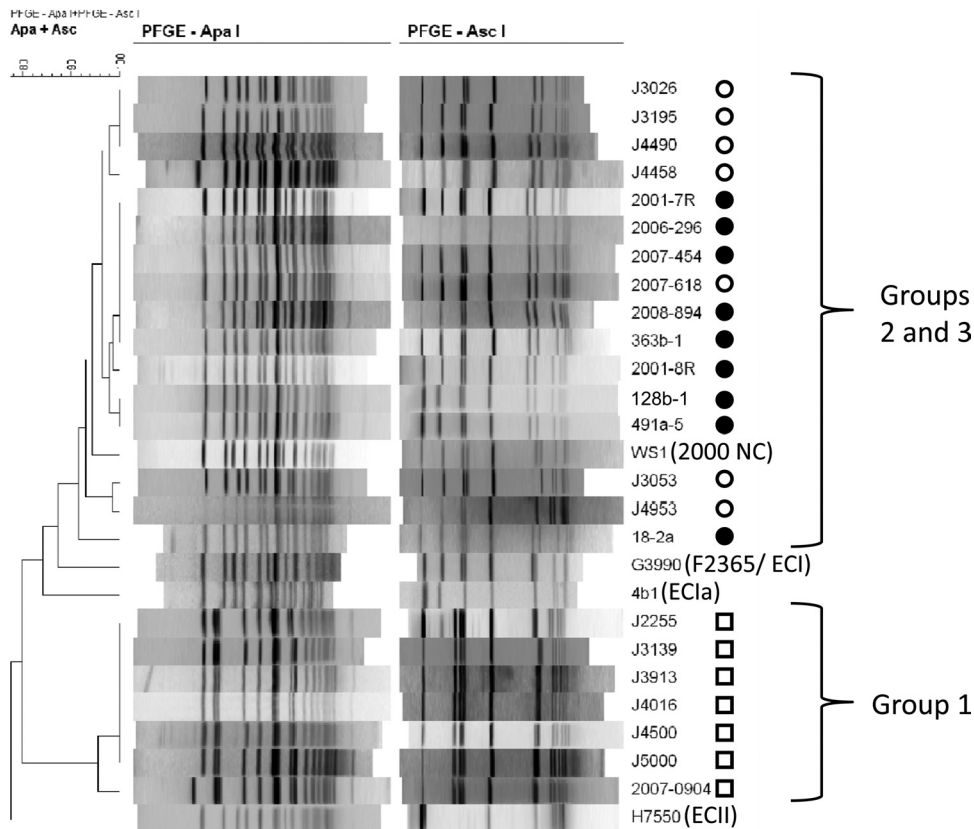 PFGE - Apa I+PFGE - Asc I
Apa + Asc PFGE - Apa I PFGE - Asc I
80 90 100
J3026
J3195
J4490
J4458
2001-7R
2006-296
2007-454
2007-618
2008-894
363b-1
2001-8R
128b-1
491a-5
WS1 (2000 NC)
J3053
J4953
18-2a
G3990 (F2365/ ECI)
4b1 (ECIa)
J2255
J3139
J3913
J4016
J4500
J5000
2007-0904
H7550 (ECII)
Groups
2 and 3
Group 1